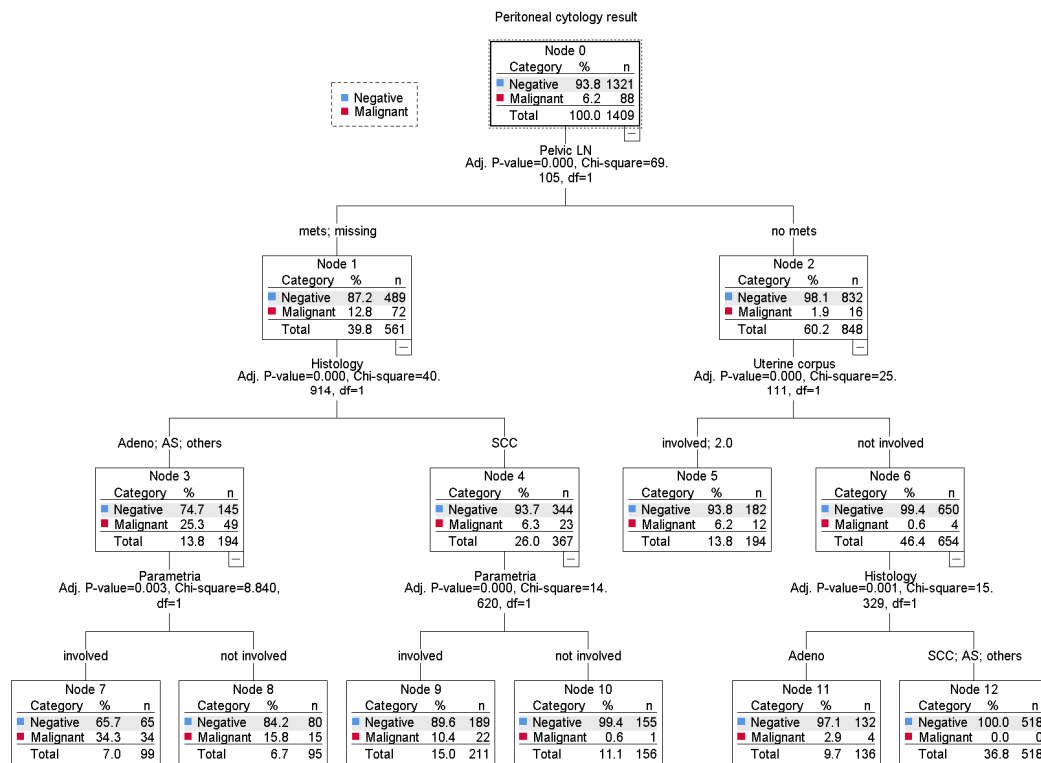 Peritoneal cytology result
Negative
Malignant
Node 0
Category % n
Negative 93.8 1321
Malignant 6.2 88
Total 100.0 1409
Pelvic LN
Adj. P-value=0.000, Chi-square=69.
105, df=1
mets; missing
no mets
Node 1
Category % n
Negative 87.2 489
Malignant 12.8 72
Total 39.8 561
Node 2
Category % n
Negative 98.1 832
Malignant 1.9 16
Total 60.2 848
Histology
Adj. P-value=0.000, Chi-square=40.
914, df=1
Uterine corpus
Adj. P-value=0.000, Chi-square=25.
111, df=1
Adeno; AS; others
SCC
involved; 2.0
not involved
Node 3
Category % n
Negative 74.7 145
Malignant 25.3 49
Total 13.8 194
Node 4
Category % n
Negative 93.7 344
Malignant 6.3 23
Total 26.0 367
Node 5
Category % n
Negative 93.8 182
Malignant 6.2 12
Total 13.8 194
Node 6
Category % n
Negative 99.4 650
Malignant 0.6 4
Total 46.4 654
Parametria
Adj. P-value=0.003, Chi-square=8.840,
df=1
Parametria
Adj. P-value=0.000, Chi-square=14.
620, df=1
Histology
Adj. P-value=0.001, Chi-square=15.
329, df=1
involved
not involved
involved
not involved
Adeno
SCC; AS; others
Node 7
Category % n
Negative 65.7 65
Malignant 34.3 34
Total 7.0 99
Node 8
Category % n
Negative 84.2 80
Malignant 15.8 15
Total 6.7 95
Node 9
Category % n
Negative 89.6 189
Malignant 10.4 22
Total 15.0 211
Node 10
Category % n
Negative 99.4 155
Malignant 0.6 1
Total 11.1 156
Node 11
Category % n
Negative 97.1 132
Malignant 2.9 4
Total 9.7 136
Node 12
Category % n
Negative 100.0 518
Malignant 0.0 0
Total 36.8 518